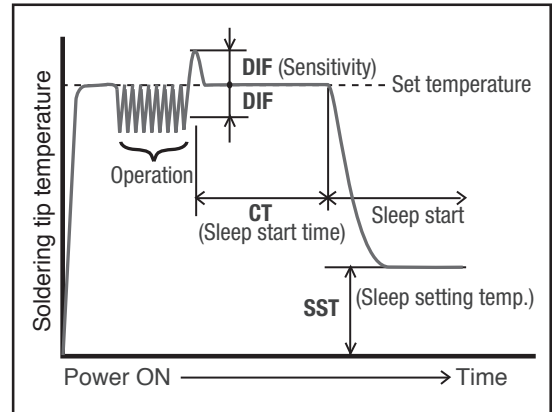 DIF (Sensitivity)
Set temperature
DIF
Operation
CT
(Sleep start time)
Sleep start
SST (Sleep setting temp.)
Soldering tip temperature
Power ON
Time